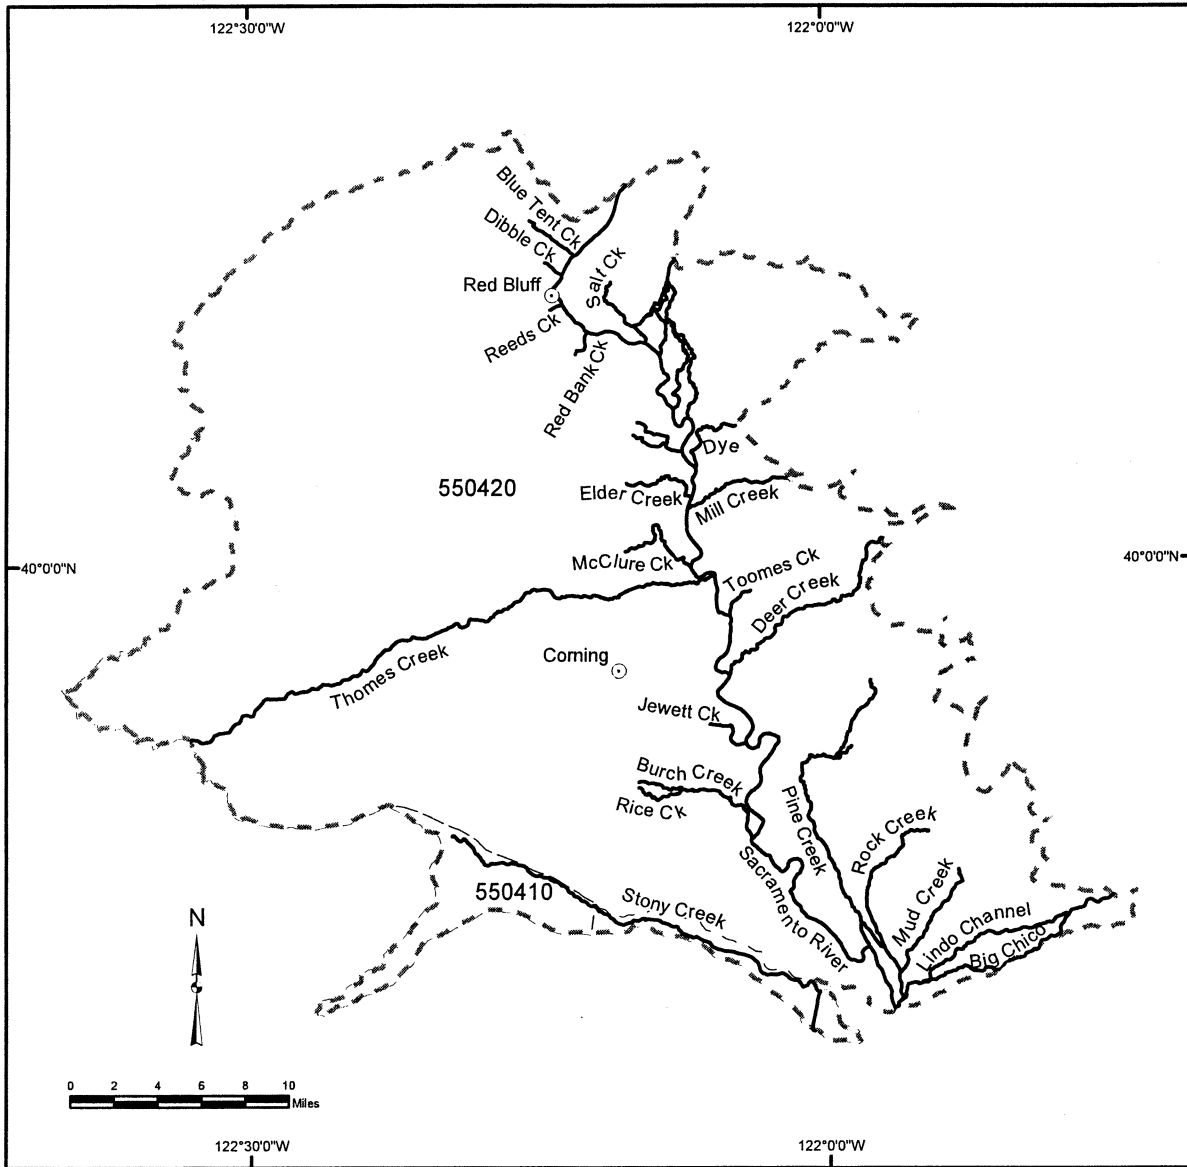 122°30'0"W
122°0'0"W
Blue Tent Ck
Dibble Ck
Salt Ck
Red Bluff
Reeds Ck
Red Bank Ck
Dye
550420
Elder Creek
Mill Creek
40°0'0"N
McClure Ck
Toomes Ck
40°0'0"N
Deer Creek
Corning
Thomes Creek
Jewett Ck
Burch Creek
Pine Creek
Rice Ck
Rock Creek
Sacramento River
Mud Creek
550410
Stony Creek
Lindo Channel
Big Chico
N
0 2 4 6 8 10
Miles
122°30'0"W
122°0'0"W